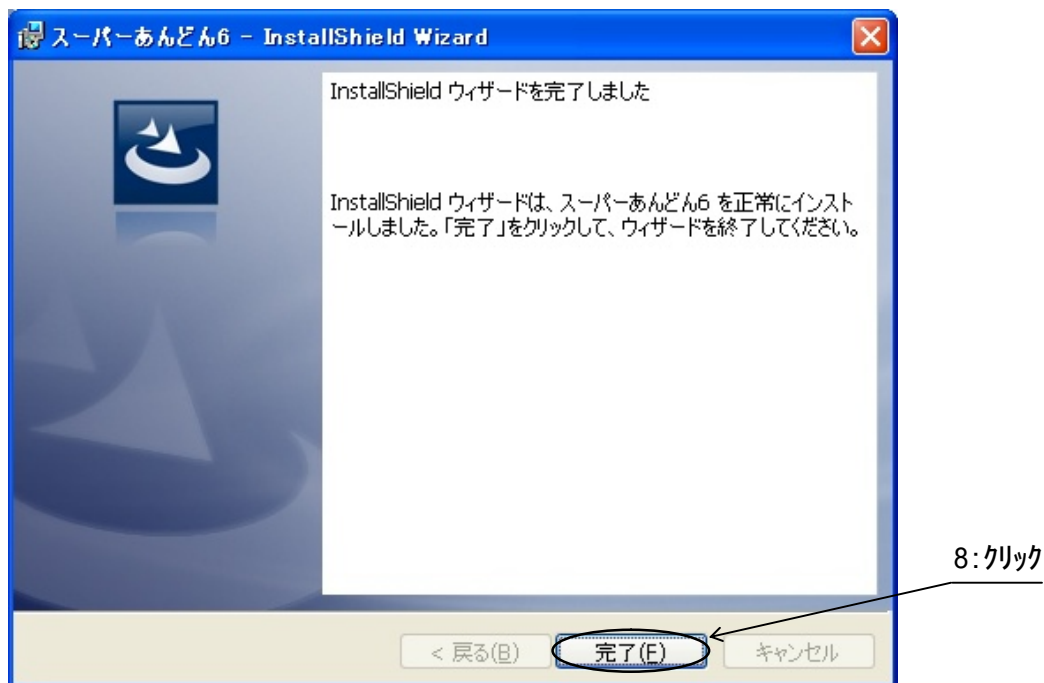 スーパーあんどん6 - InstallShield Wizard
InstallShield ウィザードを完了しました
InstallShield ウィザードは、スーパーあんどん6 を正常にインスト
ールしました。「完了」をクリックして、ウィザードを終了してください。
8:ｸﾘｯｸ
< 戻る(B)
完了(F)
キャンセル